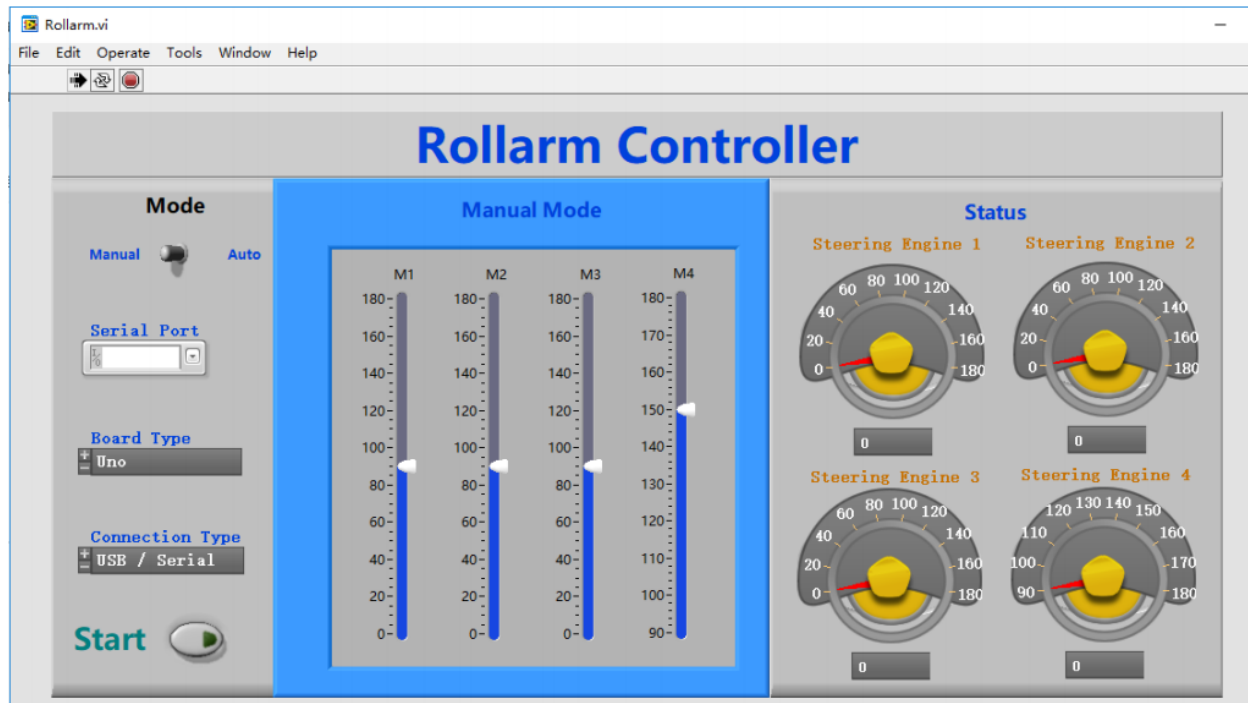 Rollarm.vi
File Edit Operate Tools Window Help
Rollarm Controller
Mode
Manual Auto
Serial Port
I/O
Board Type
Uno
Connection Type
USB / Serial
Start
Manual Mode
M1 M2 M3 M4
180 180 180 180
160 160 160 170
140 140 140 160
120 120 120 150
100 100 100 140
80 80 80 130
60 60 60 120
40 40 40 110
20 20 20 100
0 0 0 90
Status
Steering Engine 1
0 20 40 60 80 100 120 140 160 180
0
Steering Engine 2
0 20 40 60 80 100 120 140 160 180
0
Steering Engine 3
0 20 40 60 80 100 120 140 160 180
0
Steering Engine 4
90 100 110 120 130 140 150 160 170 180
0